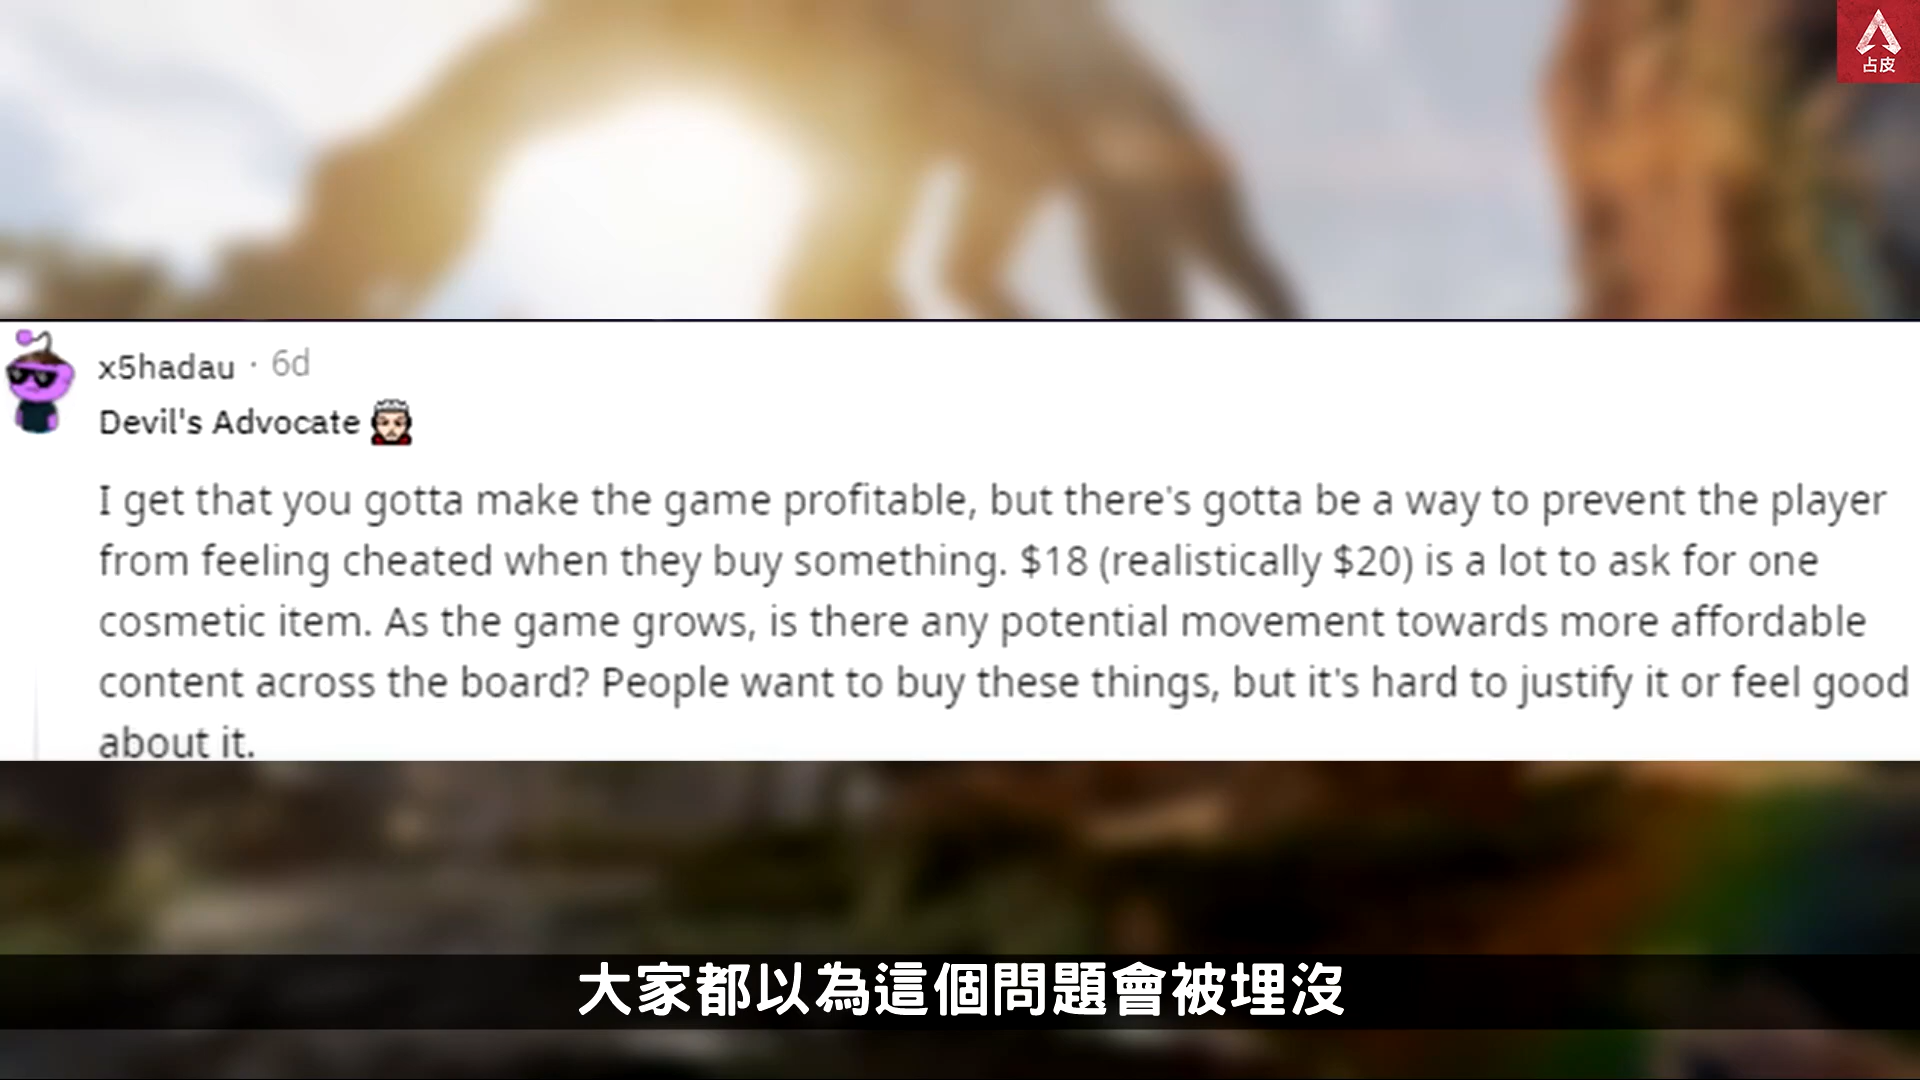 占皮
x5hadau · 6d
Devil's Advocate
I get that you gotta make the game profitable, but there's gotta be a way to prevent the player
from feeling cheated when they buy something. $18 (realistically $20) is a lot to ask for one
cosmetic item. As the game grows, is there any potential movement towards more affordable
content across the board? People want to buy these things, but it's hard to justify it or feel good
about it.
大家都以為這個問題會被埋沒